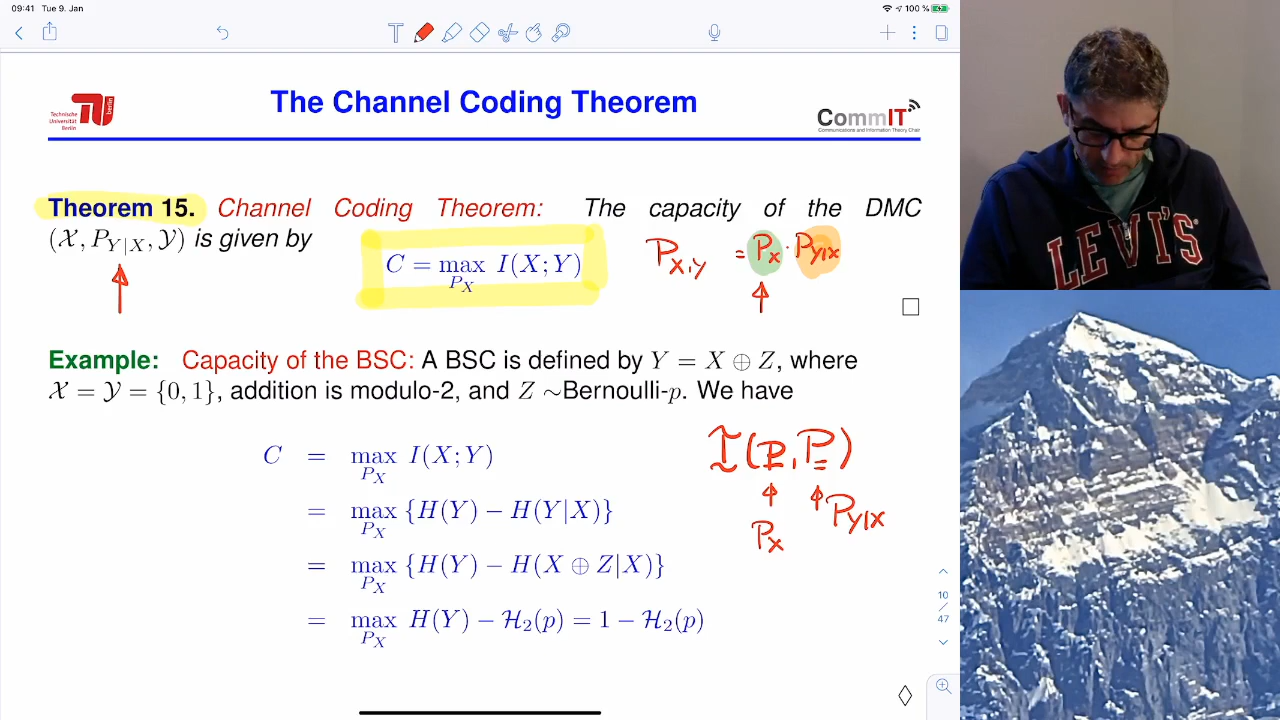 09:41 Tue 9. Jan
100 %
The Channel Coding Theorem
Technische
Universität
Berlin
berlin
CommIT
Communications and Information Theory Chair
Theorem 15. Channel Coding Theorem: The capacity of the DMC
(𝒳, P_{Y|X}, 𝒴) is given by
C = max_{P_X} I(X; Y)
P_{X,Y} = P_X · P_{Y|X}
□
Example: Capacity of the BSC: A BSC is defined by Y = X ⊕ Z, where
𝒳 = 𝒴 = {0, 1}, addition is modulo-2, and Z ∼Bernoulli-p. We have
C = max_{P_X} I(X; Y)
= max_{P_X} {H(Y) − H(Y|X)}
= max_{P_X} {H(Y) − H(X ⊕ Z|X)}
= max_{P_X} H(Y) − ℋ₂(p) = 1 − ℋ₂(p)
I(P, P)
P_X
P_{Y|X}
10
/
47
◊
LEVI'S